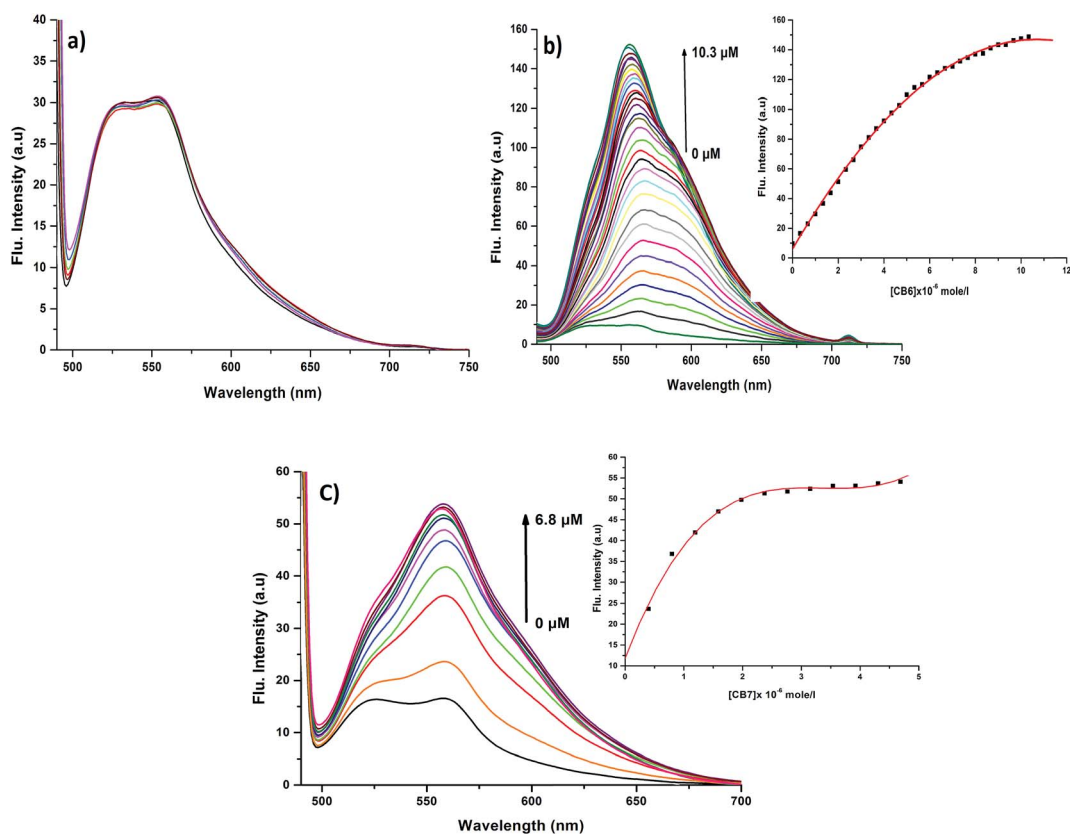 a)
40
35
30
25
20
15
10
5
0
Flu. Intensity (a.u)
500 550 600 650 700 750
Wavelength (nm)
b)
160
140
120
100
80
60
40
20
0
Flu. Intensity (a.u)
10.3 µM
0 µM
500 550 600 650 700 750
Wavelength (nm)
160
140
120
100
80
60
40
20
0
Flu. Intensity (a.u)
0 2 4 6 8 10 12
[CB6]x10-6 mole/l
C)
60
50
40
30
20
10
0
Flu. Intensity (a.u)
6.8 µM
0 µM
500 550 600 650 700
Wavelength (nm)
60
55
50
45
40
35
30
25
20
15
10
Flu. Intensity (a.u)
0 1 2 3 4 5
[CB7]x 10-6 mole/l